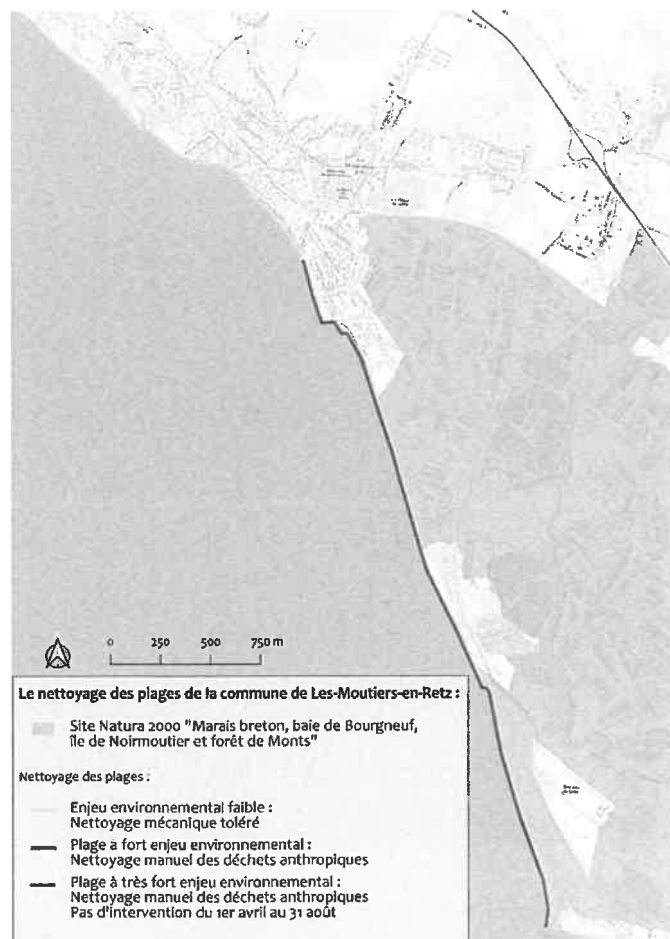 0 250 500 750 m
Le nettoyage des plages de la commune de Les-Moutiers-en-Retz :
Site Natura 2000 "Marais breton, baie de Bourgneuf,
île de Noirmoutier et forêt de Monts"
Nettoyage des plages :
Enjeu environnemental faible :
Nettoyage mécanique toléré
Plage à fort enjeu environnemental :
Nettoyage manuel des déchets anthropiques
Plage à très fort enjeu environnemental :
Nettoyage manuel des déchets anthropiques
Pas d'intervention du 1er avril au 31 août